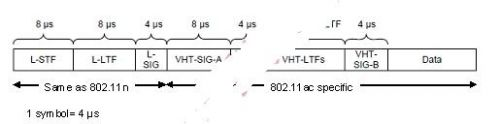 8 µs 8 µs 4 µs 8 µs 4 µs 4 µs
L-STF L-LTF L-SIG VHT-SIG-A VHT-LTFs VHT-SIG-B Data
Same as 802.11n 802.11ac specific
1 symbol= 4 µs